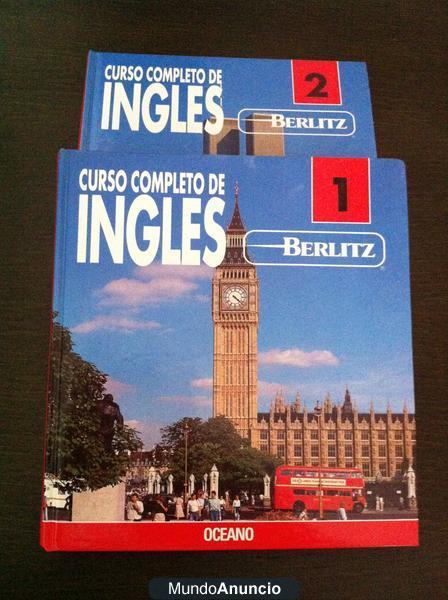 CURSO COMPLETO DE
INGLES
2
BERLITZ
CURSO COMPLETO DE
INGLES
1
BERLITZ
OCEANO
MundoAnuncio